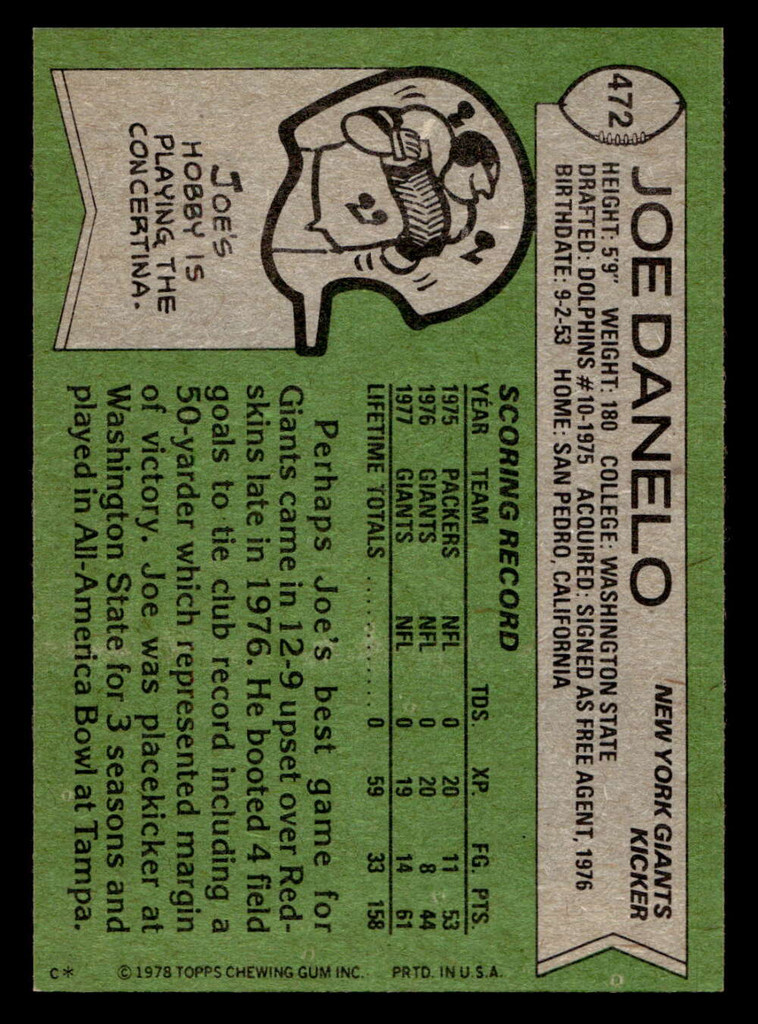 472
JOE DANELO
NEW YORK GIANTS
KICKER
HEIGHT: 5'9" WEIGHT: 180 COLLEGE: WASHINGTON STATE
DRAFTED: DOLPHINS #10-1975 ACQUIRED: SIGNED AS FREE AGENT, 1976
BIRTHDATE: 9-2-53 HOME: SAN PEDRO, CALIFORNIA
SCORING RECORD
YEAR TEAM TDS. XP. FG. PTS.
1975 PACKERS NFL 0 20 11 53
1976 GIANTS NFL 0 20 8 44
1977 GIANTS NFL 0 19 14 61
LIFETIME TOTALS .............. 0 59 33 158
JOE'S
HOBBY IS
PLAYING THE
CONCERTINA.
Perhaps Joe's best game for
Giants came in 12-9 upset over Red-
skins late in 1976. He booted 4 field
goals to tie club record including a
50-yarder which represented margin
of victory. Joe was placekicker at
Washington State for 3 seasons and
played in All-America Bowl at Tampa.
C* ©1978 TOPPS CHEWING GUM INC. PRTD. IN U.S.A.